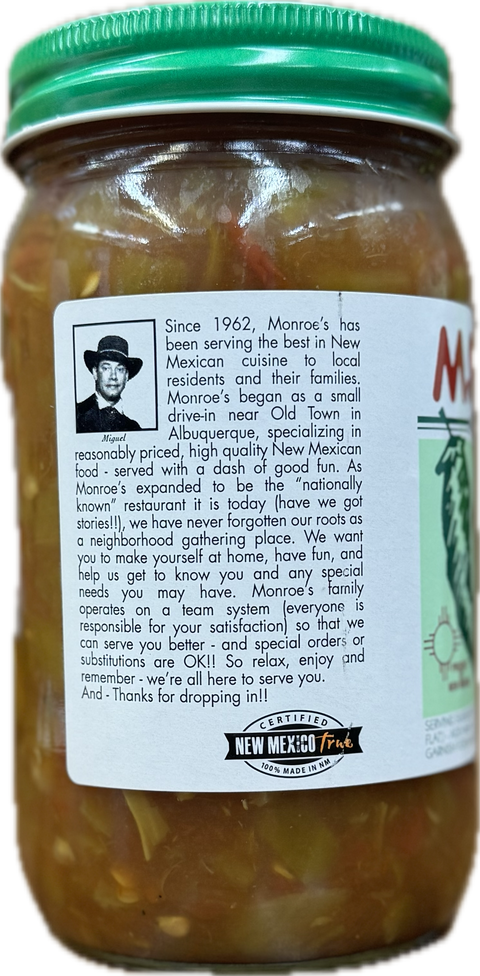 Since 1962, Monroe's has
been serving the best in New
Mexican cuisine to local
residents and their families.
Monroe's began as a small
drive-in near Old Town in
Albuquerque, specializing in
Miguel
reasonably priced, high quality New Mexican
food - served with a dash of good fun. As
Monroe's expanded to be the "nationally
known" restaurant it is today (have we got
stories!!), we have never forgotten our roots as
a neighborhood gathering place. We want
you to make yourself at home, have fun, and
help us get to know you and any special
needs you may have. Monroe's family
operates on a team system (everyone is
responsible for your satisfaction) so that we
can serve you better - and special orders or
substitutions are OK!! So relax, enjoy and
remember - we're all here to serve you.
And - Thanks for dropping in!!
CERTIFIED
NEW MEXICO True
100% MADE IN NM